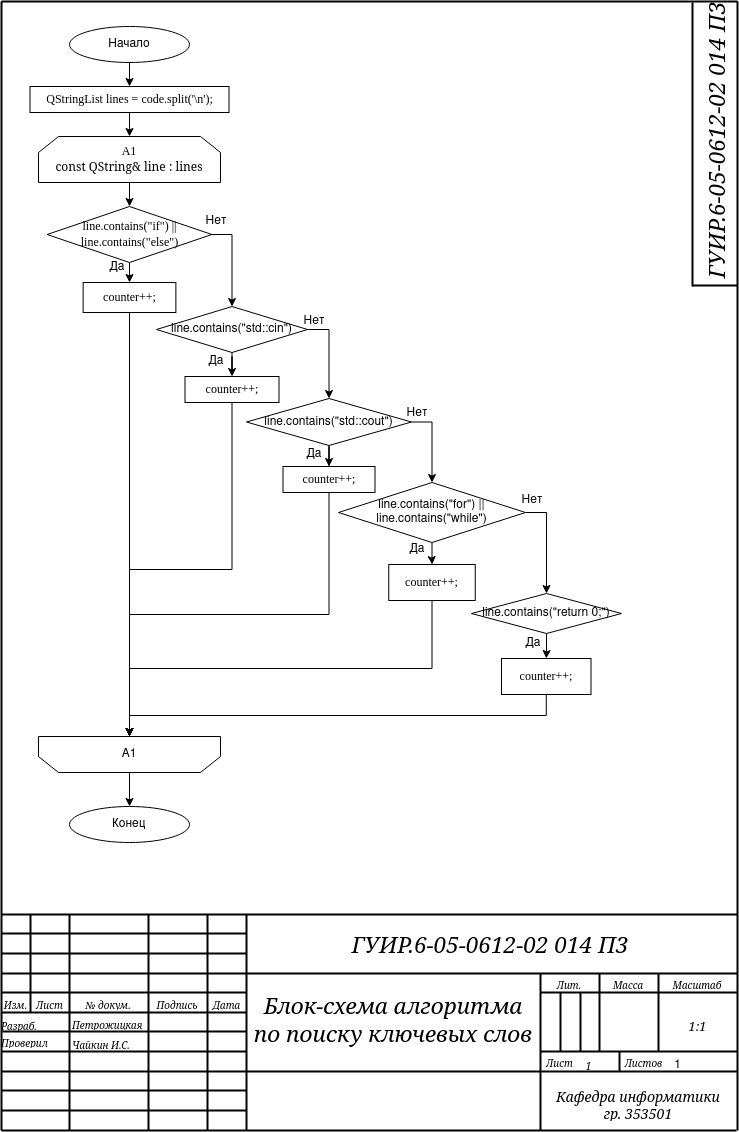 Начало
ГУИР.6-05-0612-02 014 ПЗ
QStringList lines = code.split('\n');
А1
const QString& line : lines
line.contains("if") ||
line.contains("else")
Нет
Да
counter++;
line.contains("std::cin")
Нет
Да
counter++;
line.contains("std::cout")
Нет
Да
counter++;
line.contains("for") ||
line.contains("while")
Нет
Да
counter++;
line.contains("return 0;")
Да
counter++;
А1
Конец
ГУИР.6-05-0612-02 014 ПЗ
Блок-схема алгоритма
по поиску ключевых слов
Лит. Масса Масштаб
1:1
Изм. Лист № докум. Подпись Дата
Разраб. Петрожицкая
Проверил Чайкин И.С.
Лист 1 Листов 1
Кафедра информатики
гр. 353501